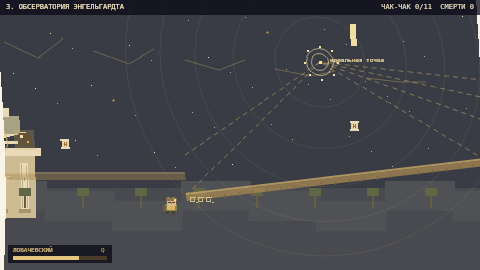 3. ОБСЕРВАТОРИЯ ЭНГЕЛЬГАРДТА
ЧАК-ЧАК 0/11 СМЕРТИ 0
идеальная точка
Н
Н
ЛОБАЧЕВСКИЙ